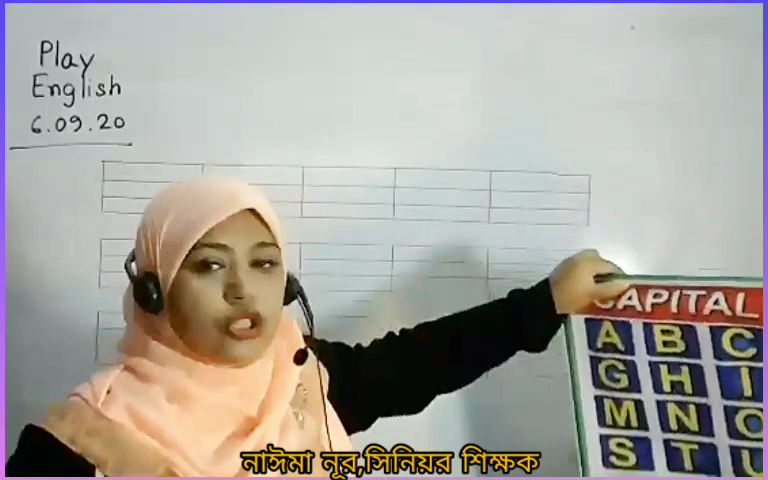 Play
English
6.09.20
CAPITAL
A B C
G H I
M N O
S T U
নাঈমা নূর,সিনিয়র শিক্ষক